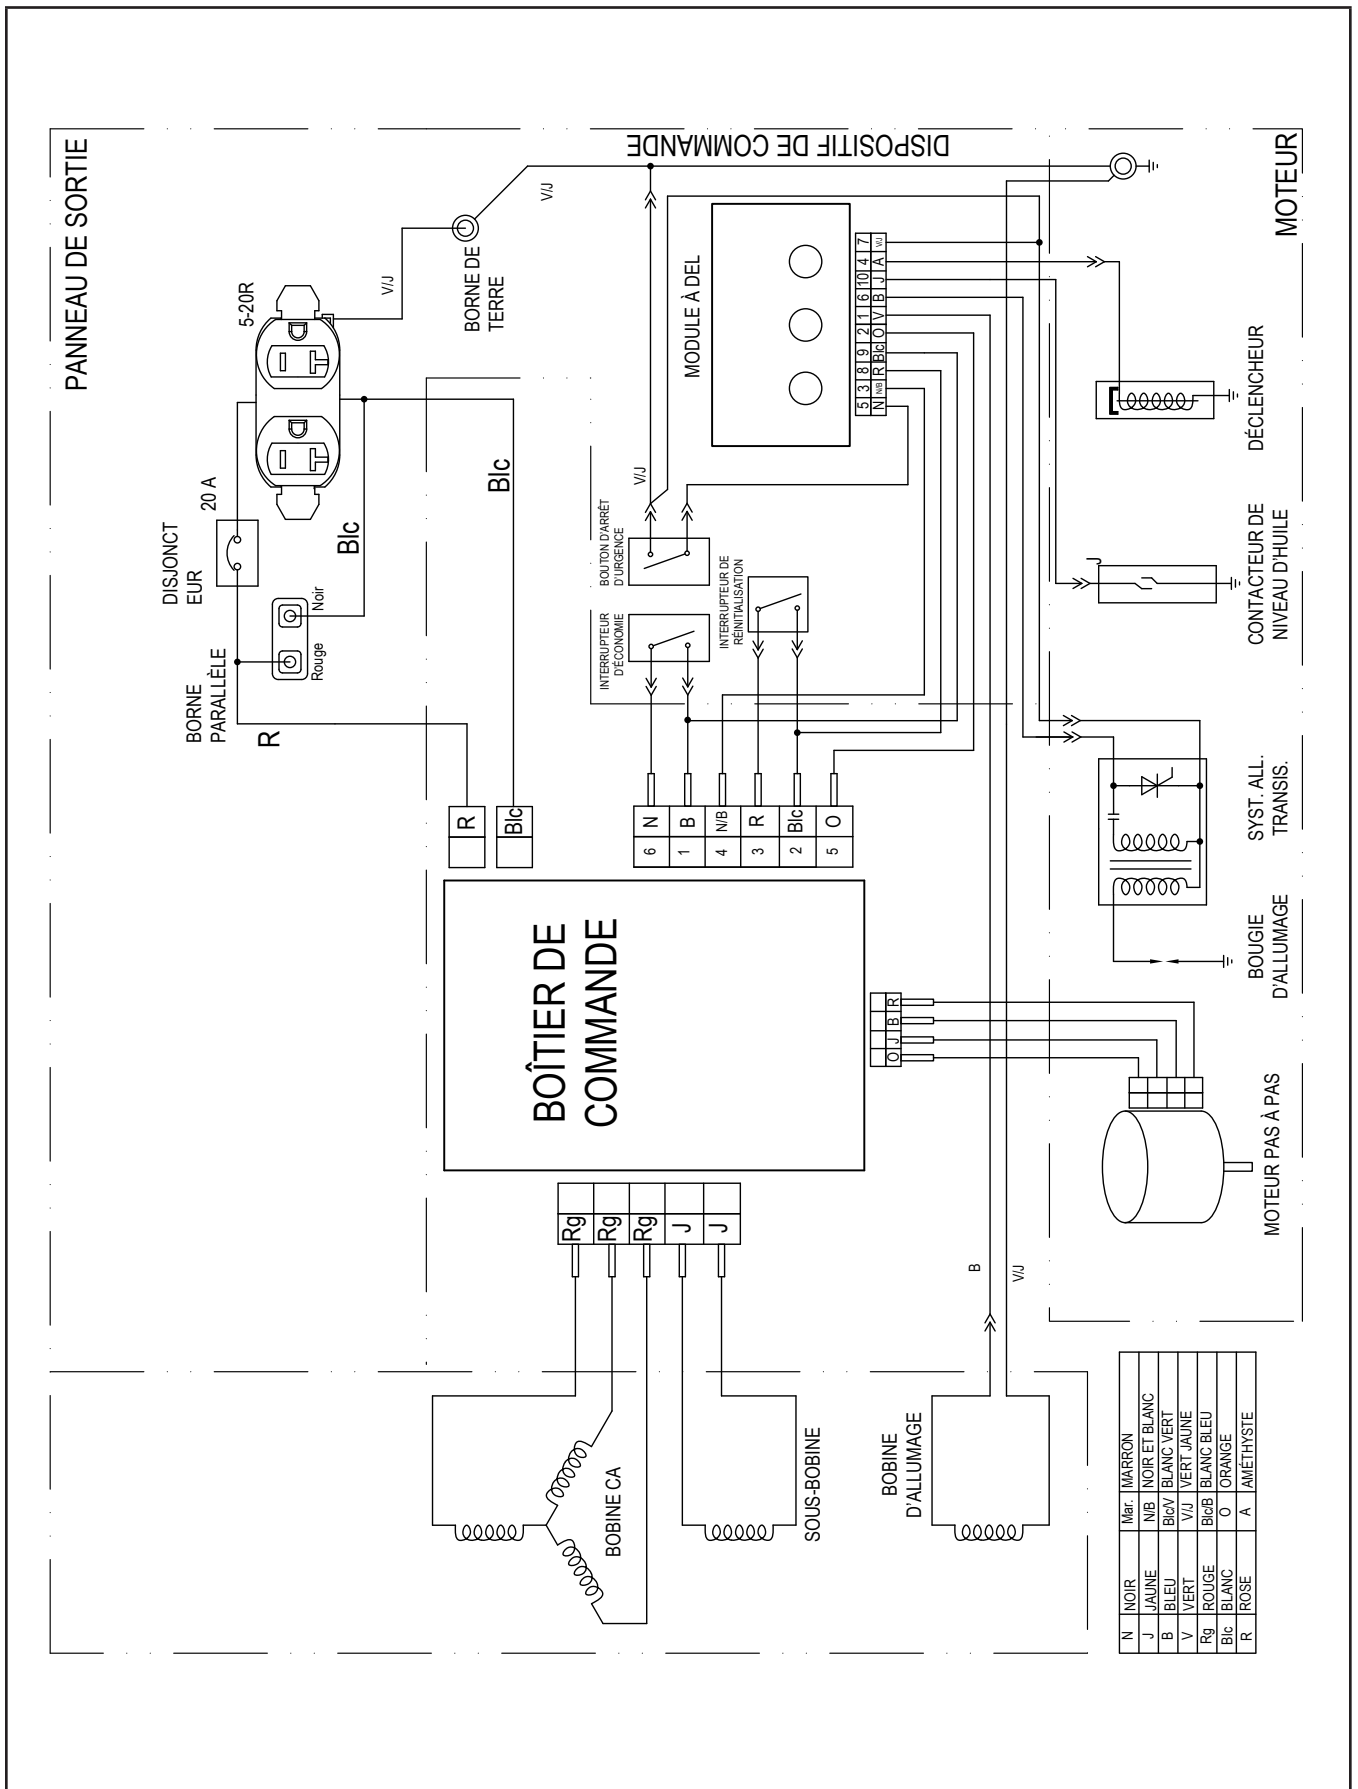 PANNEAU DE SORTIE
5-20R
V/J
BORNE DE
TERRE
V/J
DISJONCT
EUR
20 A
Blc
Blc
Noir
Rouge
BORNE
PARALLÈLE
R
DISPOSITIF DE COMMANDE
MODULE À DEL
7
4
10
6
1
2
9
8
3
5
V/J
A
J
B
V
O
Blc
R
N/B
N
V/J
BOUTON D'ARRÊT
D'URGENCE
INTERRUPTEUR
D'ÉCONOMIE
INTERRUPTEUR DE
RÉINITIALISATION
R
Blc
6 N
1 B
4 N/B
3 R
2 Blc
5 O
BOÎTIER DE
COMMANDE
R
B
J
O
Rg
Rg
Rg
J
J
BOBINE CA
SOUS-BOBINE
BOBINE
D'ALLUMAGE
B
V/J
MOTEUR
DÉCLENCHEUR
CONTACTEUR DE
NIVEAU D'HUILE
SYST. ALL.
TRANSIS.
BOUGIE
D'ALLUMAGE
MOTEUR PAS À PAS
N NOIR Mar. MARRON
J JAUNE N/B NOIR ET BLANC
B BLEU Blc/V BLANC VERT
V VERT V/J VERT JAUNE
Rg ROUGE Blc/B BLANC BLEU
Blc BLANC O ORANGE
R ROSE A AMÉTHYSTE